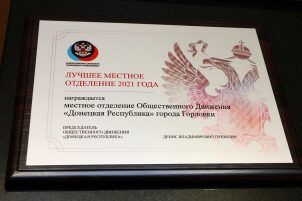 ЛУЧШЕЕ МЕСТНОЕ
ОТДЕЛЕНИЕ 2021 ГОДА
награждается
местное отделение Общественного Движения
«Донецкая Республика» города Горловки
ПРЕДСЕДАТЕЛЬ
ОБЩЕСТВЕННОГО ДВИЖЕНИЯ
«ДОНЕЦКАЯ РЕСПУБЛИКА»
ДЕНИС ВЛАДИМИРОВИЧ ПУШИЛИН